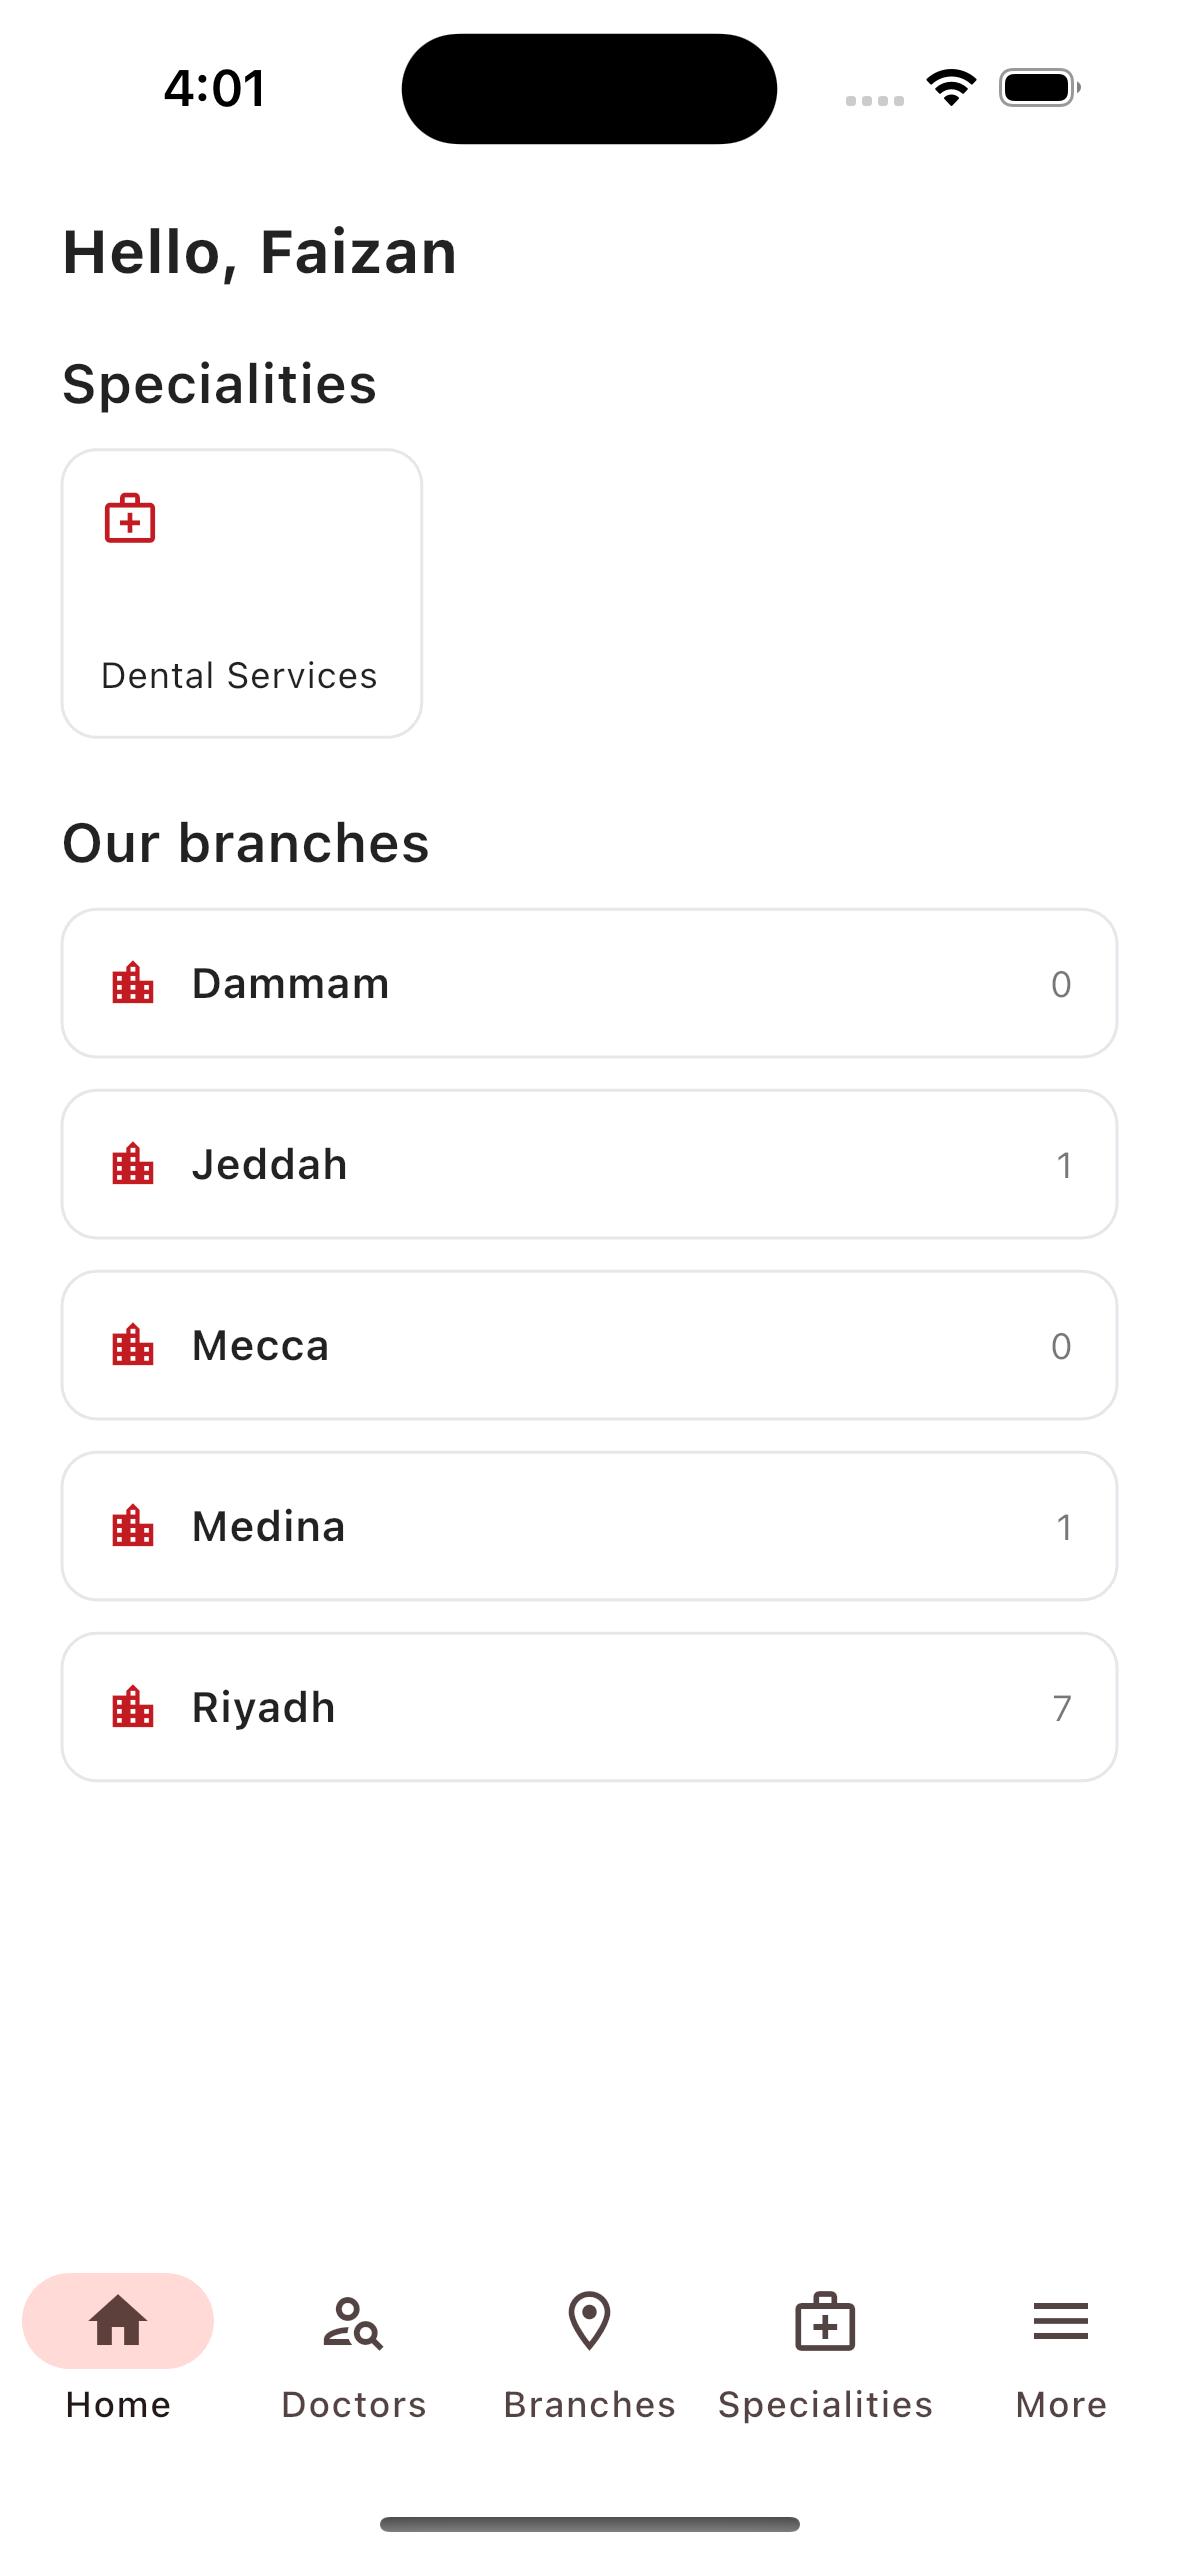 4:01
Hello, Faizan
Specialities
Dental Services
Our branches
Dammam 0
Jeddah 1
Mecca 0
Medina 1
Riyadh 7
Home Doctors Branches Specialities More